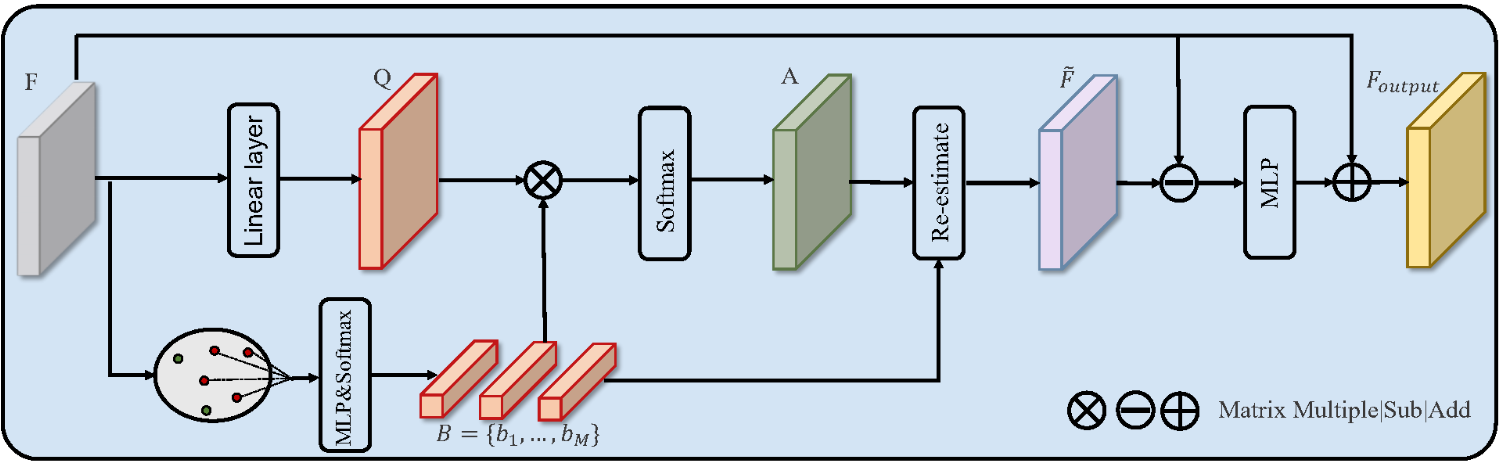 F
Q
A
F̃
F_output
Linear layer
Softmax
Re-estimate
MLP
MLP&Softmax
B = {b_1, ..., b_M}
Matrix Multiple|Sub|Add